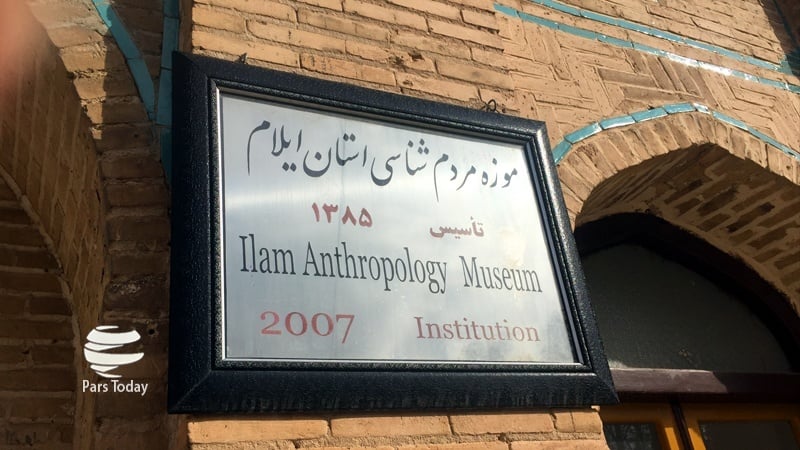 موزه مردم شناسی استان ایلام
تأسیس ۱۳۸۵
Ilam Anthropology Museum
2007 Institution
Pars Today